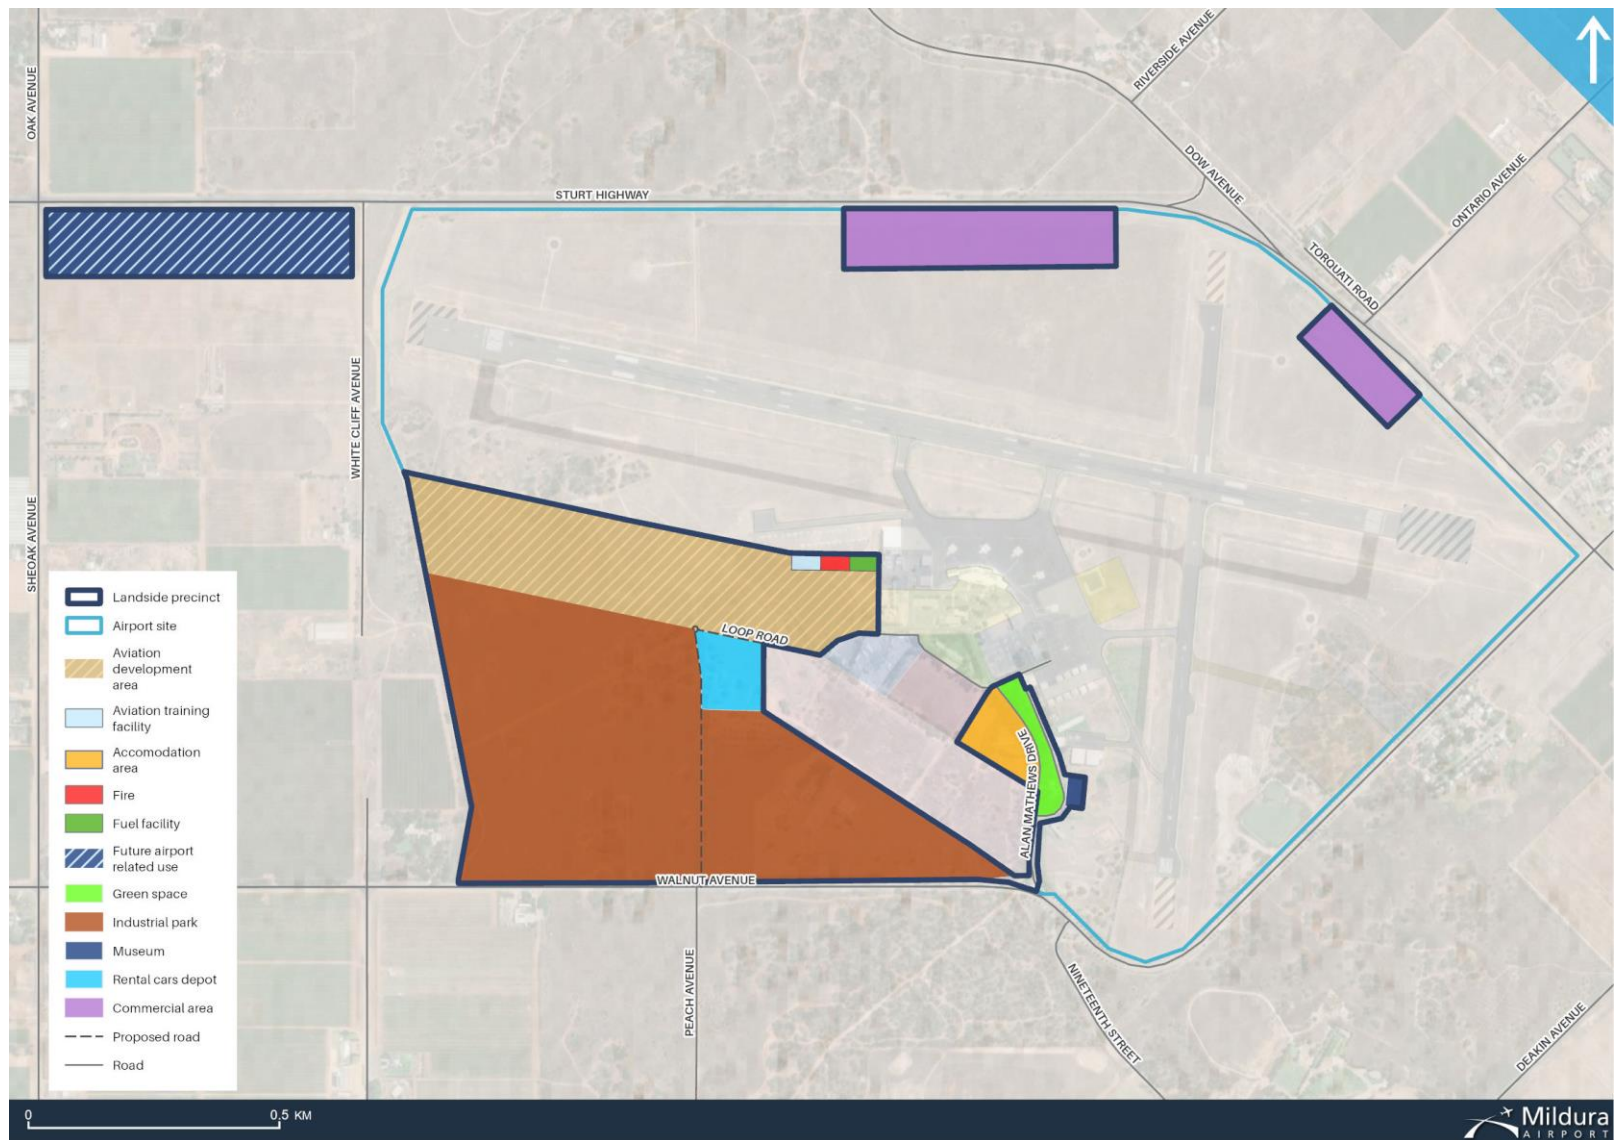 RIVERSIDE AVENUE
OAK AVENUE
DOW AVENUE
ONTARIO AVENUE
STURT HIGHWAY
TORQUATI ROAD
WHITE CLIFF AVENUE
SHEOAK AVENUE
LOOP ROAD
ALAN MATHEWS DRIVE
WALNUT AVENUE
PEACH AVENUE
NINETEENTH STREET
DEAKIN AVENUE
Landside precinct
Airport site
Aviation
development
area
Aviation training
facility
Accomodation
area
Fire
Fuel facility
Future airport
related use
Green space
Industrial park
Museum
Rental cars depot
Commercial area
Proposed road
Road
0
0.5 KM
Mildura
AIRPORT